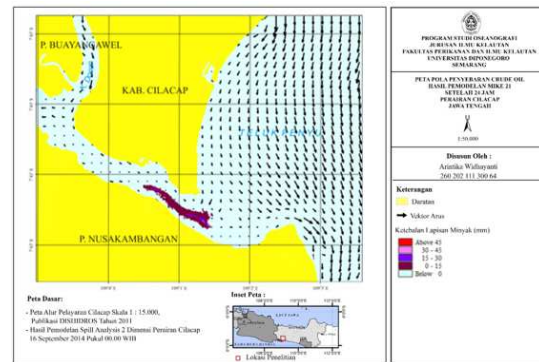 P. BUAYANGAWEL
KAB. CILACAP
TELUK PENYU
P. NUSAKAMBANGAN
Peta Dasar:
- Peta Alur Pelayaran Cilacap Skala 1 : 15.000,
Publikasi DISHIDROS Tahun 2011
- Hasil Pemodelan Spill Analysis 2 Dimensi Perairan Cilacap
16 September 2014 Pukul 00.00 WIB
Inset Peta :
Lokasi Penelitian
PROGRAM STUDI OSEANOGRAFI
JURUSAN ILMU KELAUTAN
FAKULTAS PERIKANAN DAN ILMU KELAUTAN
UNIVERSITAS DIPONEGORO
SEMARANG
PETA POLA PENYEBARAN CRUDE OIL
HASIL PEMODELAN MIKE 21
SETELAH 24 JAM
PERAIRAN CILACAP
JAWA TENGAH
1:50.000
Disusun Oleh :
260 202 111 300 64
Keterangan
Daratan
Vektor Arus
Ketebalan Lapisan Minyak (mm)
Above 45
30 - 45
15 - 30
0 - 15
Below 0